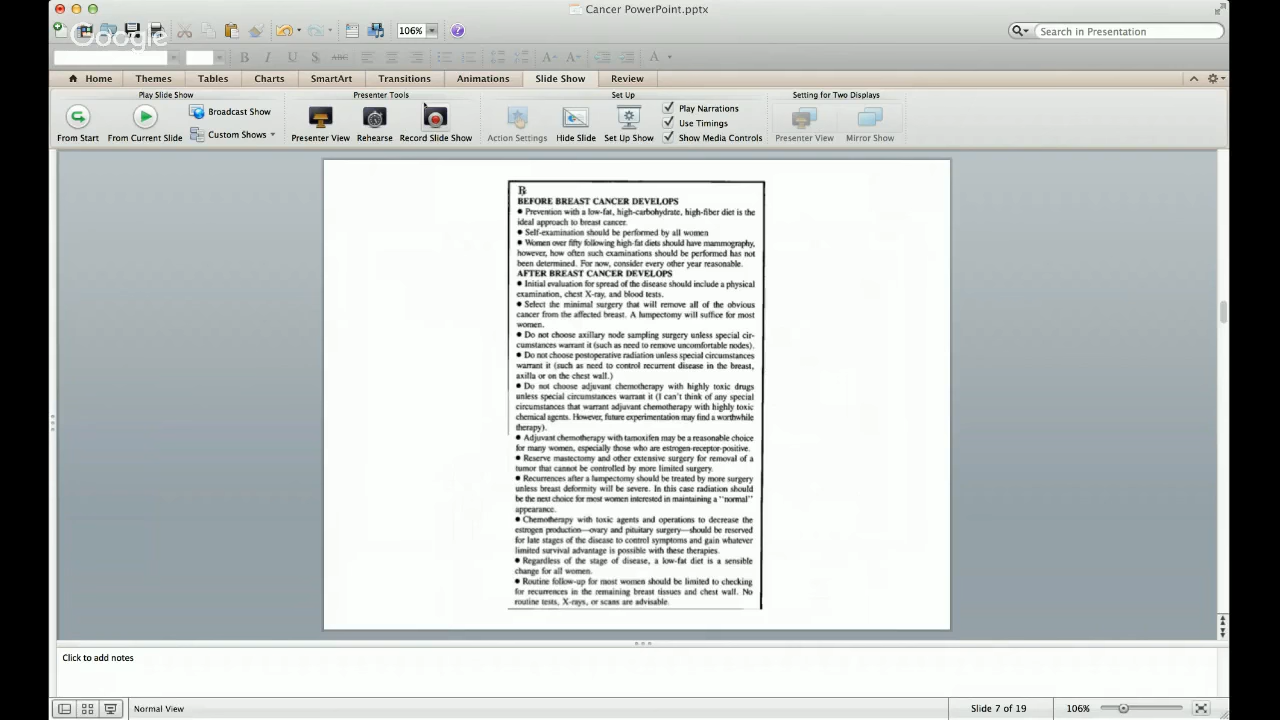 Cancer PowerPoint.pptx
Google
106%
Search in Presentation
Home Themes Tables Charts SmartArt Transitions Animations Slide Show Review
Play Slide Show Presenter Tools Set Up Setting for Two Displays
From Start From Current Slide Broadcast Show Custom Shows Presenter View Rehearse Record Slide Show Action Settings Hide Slide Set Up Show Play Narrations Use Timings Show Media Controls Presenter View Mirror Show
℞
BEFORE BREAST CANCER DEVELOPS
• Prevention with a low-fat, high-carbohydrate, high-fiber diet is the
ideal approach to breast cancer.
• Self-examination should be performed by all women
• Women over fifty following high-fat diets should have mammography,
however, how often such examinations should be performed has not
been determined. For now, consider every other year reasonable.
AFTER BREAST CANCER DEVELOPS
• Initial evaluation for spread of the disease should include a physical
examination, chest X-ray, and blood tests.
• Select the minimal surgery that will remove all of the obvious
cancer from the affected breast. A lumpectomy will suffice for most
women.
• Do not choose axillary node sampling surgery unless special cir-
cumstances warrant it (such as need to remove uncomfortable nodes).
• Do not choose postoperative radiation unless special circumstances
warrant it (such as need to control recurrent disease in the breast,
axilla or on the chest wall.)
• Do not choose adjuvant chemotherapy with highly toxic drugs
unless special circumstances warrant it (I can't think of any special
circumstances that warrant adjuvant chemotherapy with highly toxic
chemical agents. However, future experimentation may find a worthwhile
therapy).
• Adjuvant chemotherapy with tamoxifen may be a reasonable choice
for many women, especially those who are estrogen-receptor-positive.
• Reserve mastectomy and other extensive surgery for removal of a
tumor that cannot be controlled by more limited surgery.
• Recurrences after a lumpectomy should be treated by more surgery
unless breast deformity will be severe. In this case radiation should
be the next choice for most women interested in maintaining a "normal"
appearance.
• Chemotherapy with toxic agents and operations to decrease the
estrogen production—ovary and pituitary surgery—should be reserved
for late stages of the disease to control symptoms and gain whatever
limited survival advantage is possible with these therapies.
• Regardless of the stage of disease, a low-fat diet is a sensible
change for all women.
• Routine follow-up for most women should be limited to checking
for recurrences in the remaining breast tissues and chest wall. No
routine tests, X-rays, or scans are advisable.
Click to add notes
Normal View Slide 7 of 19 106%